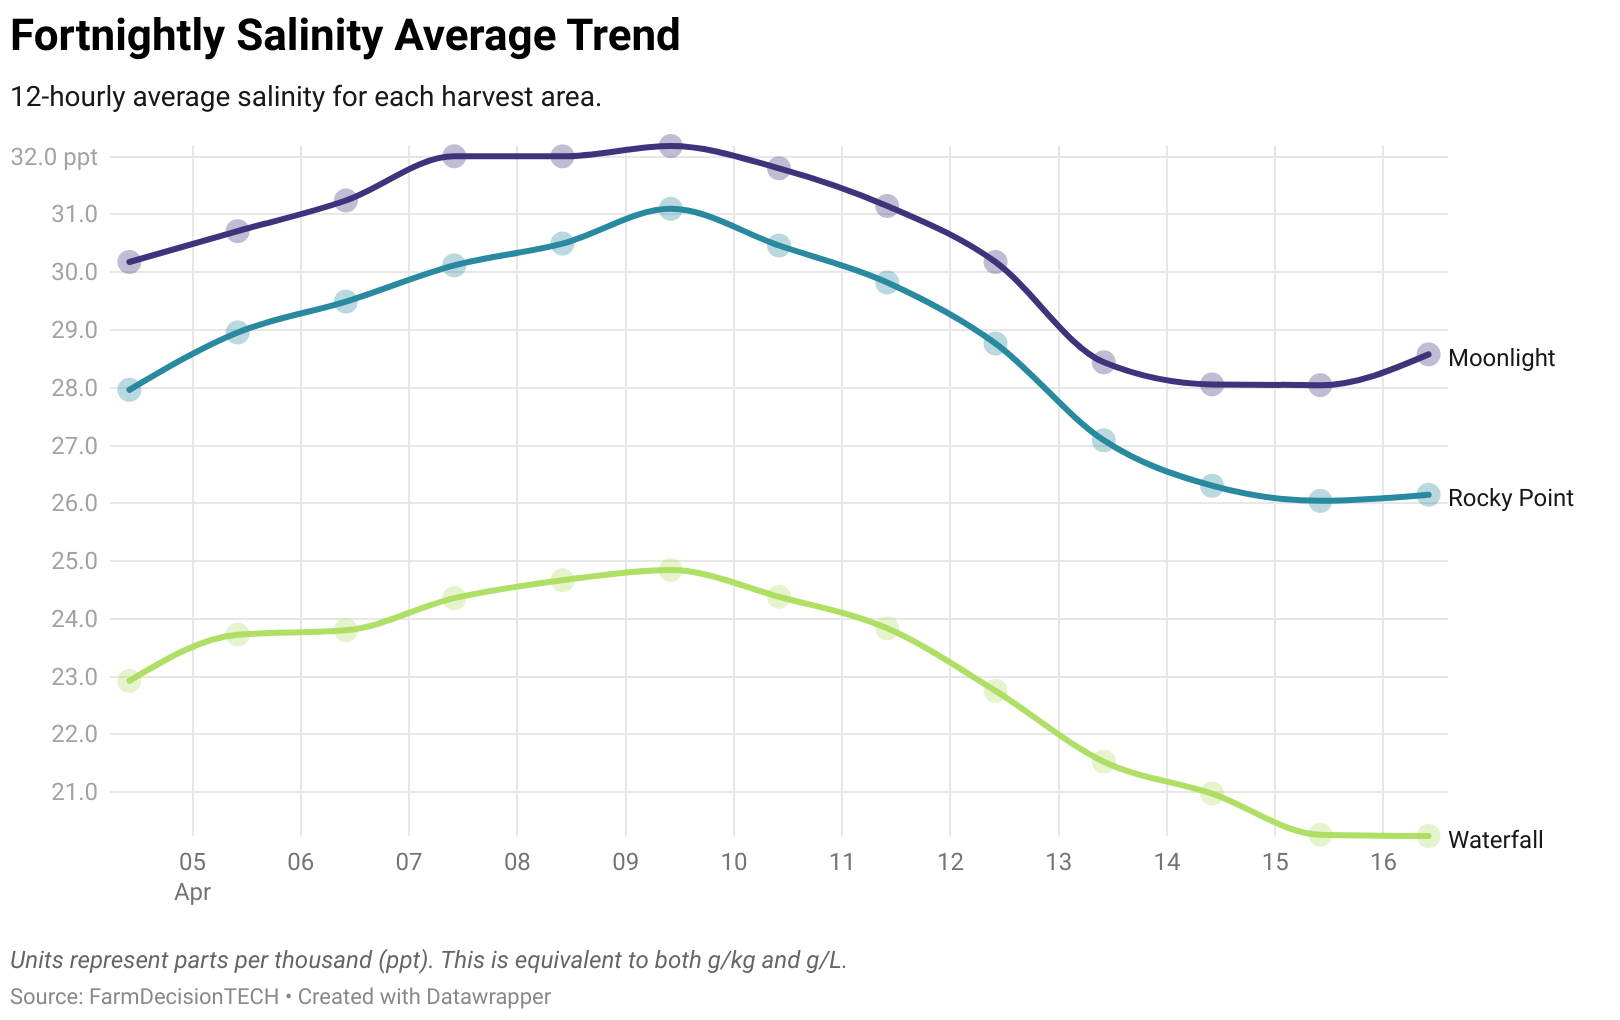 Fortnightly Salinity Average Trend
12-hourly average salinity for each harvest area.
32.0 ppt
31.0
30.0
29.0
28.0
27.0
26.0
25.0
24.0
23.0
22.0
21.0
Moonlight
Rocky Point
Waterfall
05 06 07 08 09 10 11 12 13 14 15 16
Apr
Units represent parts per thousand (ppt). This is equivalent to both g/kg and g/L.
Source: FarmDecisionTECH • Created with Datawrapper